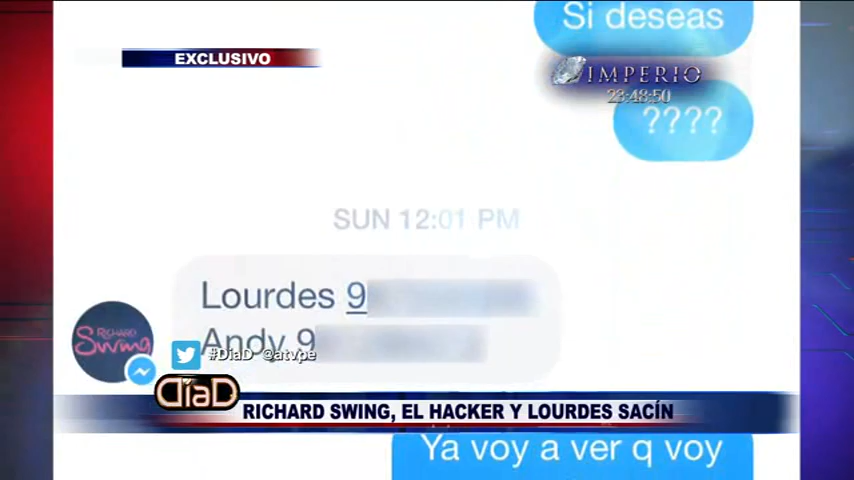 Si deseas
EXCLUSIVO
IMPERIO
23:48:50
????
SUN 12:01 PM
Lourdes 9
Andy 9
RICHARD
Swing
#DiaD @atvpe
DíaD
RICHARD SWING, EL HACKER Y LOURDES SACÍN
Ya voy a ver q voy